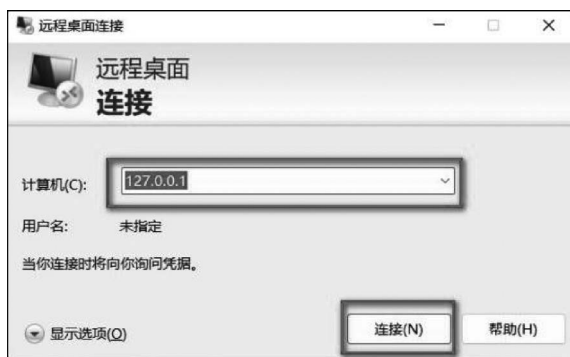 远程桌面连接
远程桌面
连接
计算机(C): 127.0.0.1
用户名: 未指定
当你连接时将向你询问凭据。
显示选项(O) 连接(N) 帮助(H)